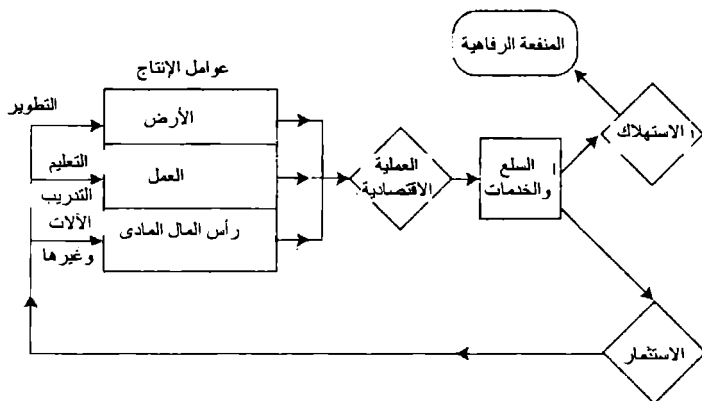 المنفعة الرفاهية
عوامل الإنتاج
التطوير
الأرض
الاستهلاك
التعليم
التدريب
العمل
العملية
الاقتصادية
السلع
والخدمات
الآلات
وغيرها
رأس المال المادى
الاستثمار